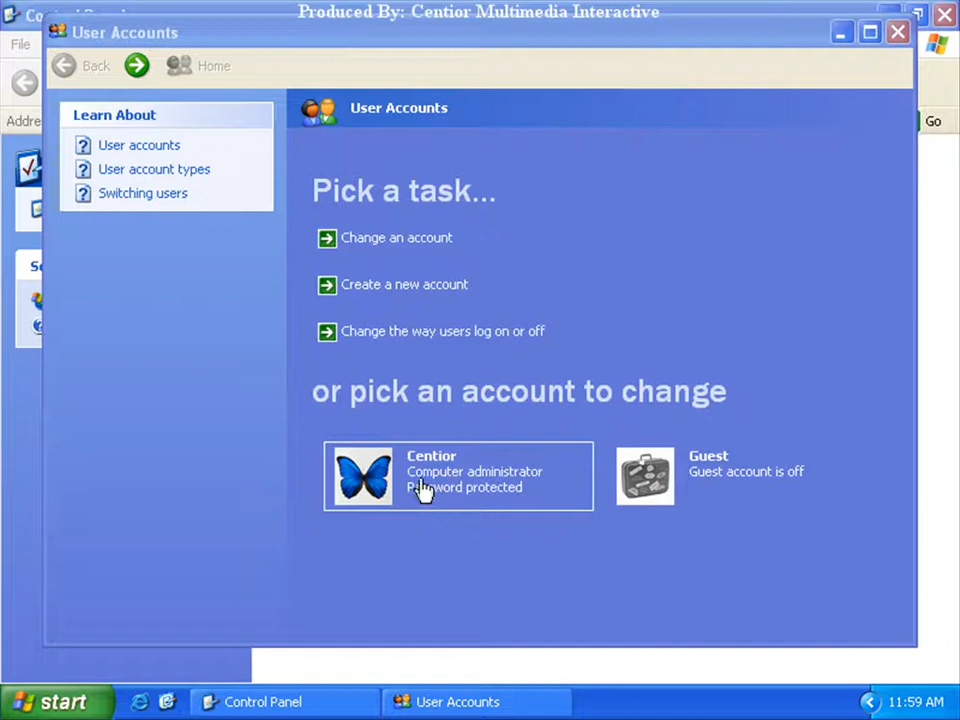 Produced By: Centior Multimedia Interactive
User Accounts
File
Back
Home
Addre
Go
Learn About
User accounts
User account types
Switching users
User Accounts
Pick a task...
Change an account
Create a new account
Change the way users log on or off
or pick an account to change
Centior
Computer administrator
Password protected
Guest
Guest account is off
start
Control Panel
User Accounts
11:59 AM